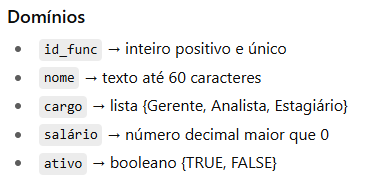 Domínios
• id_func → inteiro positivo e único
• nome → texto até 60 caracteres
• cargo → lista {Gerente, Analista, Estagiário}
• salário → número decimal maior que 0
• ativo → booleano {TRUE, FALSE}